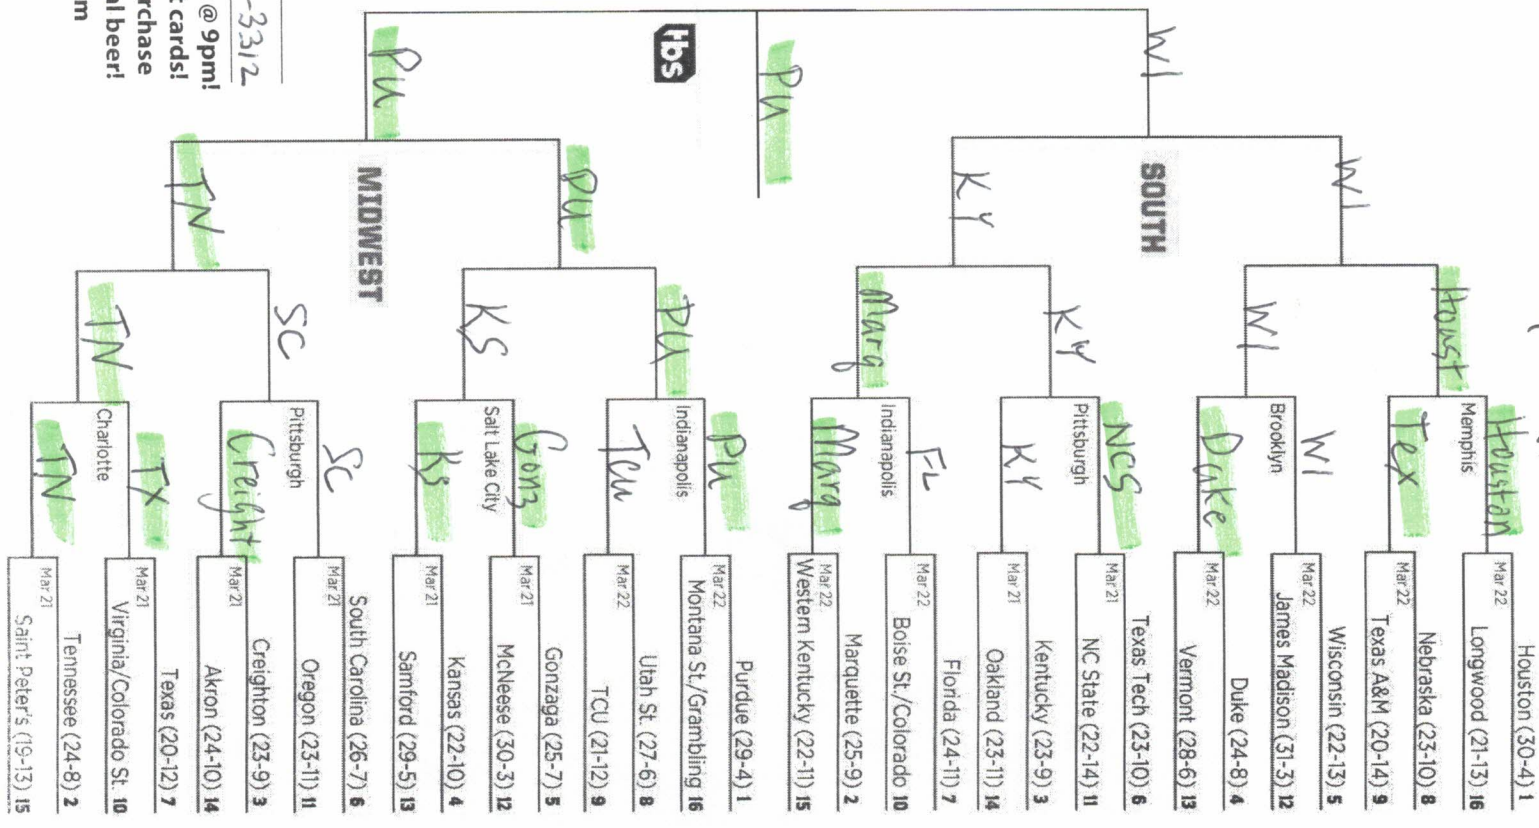 Houston (30-4) 1
Mar 22
Longwood (21-13) 16
Houston
Memphis
Nebraska (23-10) 8
Mar 22
Texas A&M (20-14) 9
Tex
Houst
Wisconsin (22-13) 5
Mar 22
James Madison (31-3) 12
WI
Brooklyn
Duke (24-8) 4
Mar 22
Vermont (28-6) 13
Duke
WI
WI
SOUTH
WI
Texas Tech (23-10) 6
Mar 21
NC State (22-14) 11
NCS
Pittsburgh
Kentucky (23-9) 3
Mar 21
Oakland (23-11) 14
KY
KY
Florida (24-11) 7
Mar 22
Boise St./Colorado 10
FL
Indianapolis
Marquette (25-9) 2
Mar 22
Western Kentucky (22-11) 15
Marq
Marq
KY
PU
tbs
Purdue (29-4) 1
Mar 22
Montana St./Grambling 16
PU
Indianapolis
Utah St. (27-6) 8
Mar 22
TCU (21-12) 9
TCU
PU
Gonzaga (25-7) 5
Mar 21
McNeese (30-3) 12
Gonz
Salt Lake City
Kansas (22-10) 4
Mar 21
Samford (29-5) 13
KS
KS
PU
MIDWEST
PU
South Carolina (26-7) 6
Mar 21
Oregon (23-11) 11
SC
Pittsburgh
Creighton (23-9) 3
Mar 21
Akron (24-10) 14
Creight
SC
Texas (20-12) 7
Mar 21
Virginia/Colorado St. 10
TX
Charlotte
Tennessee (24-8) 2
Mar 21
Saint Peter's (19-13) 15
TN
TN
TN
-3312
@ 9pm!
cards!
rchase
al beer!
m